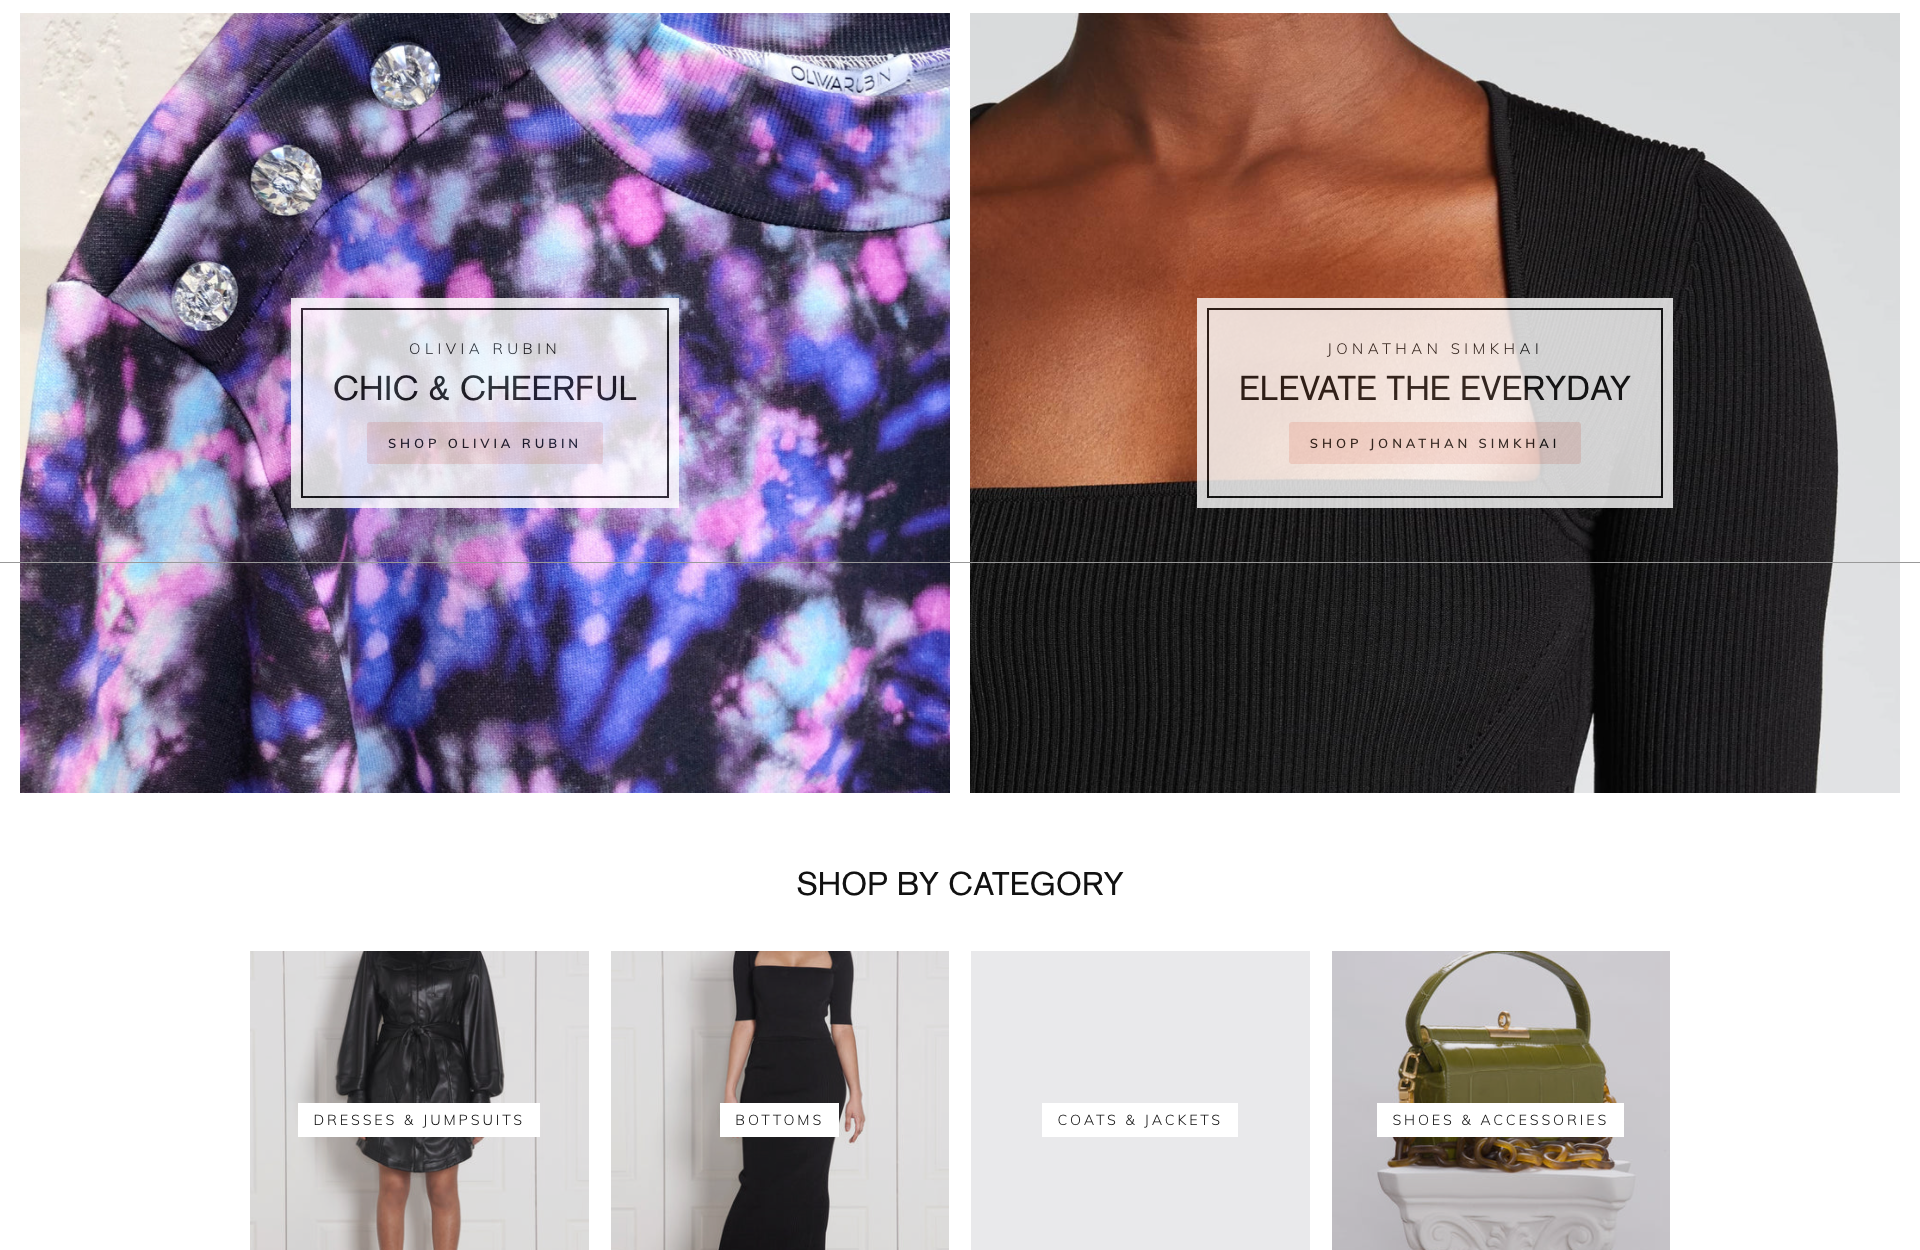 OLIVIARUBIN
OLIVIA RUBIN
CHIC & CHEERFUL
SHOP OLIVIA RUBIN
JONATHAN SIMKHAI
ELEVATE THE EVERYDAY
SHOP JONATHAN SIMKHAI
SHOP BY CATEGORY
DRESSES & JUMPSUITS
BOTTOMS
COATS & JACKETS
SHOES & ACCESSORIES